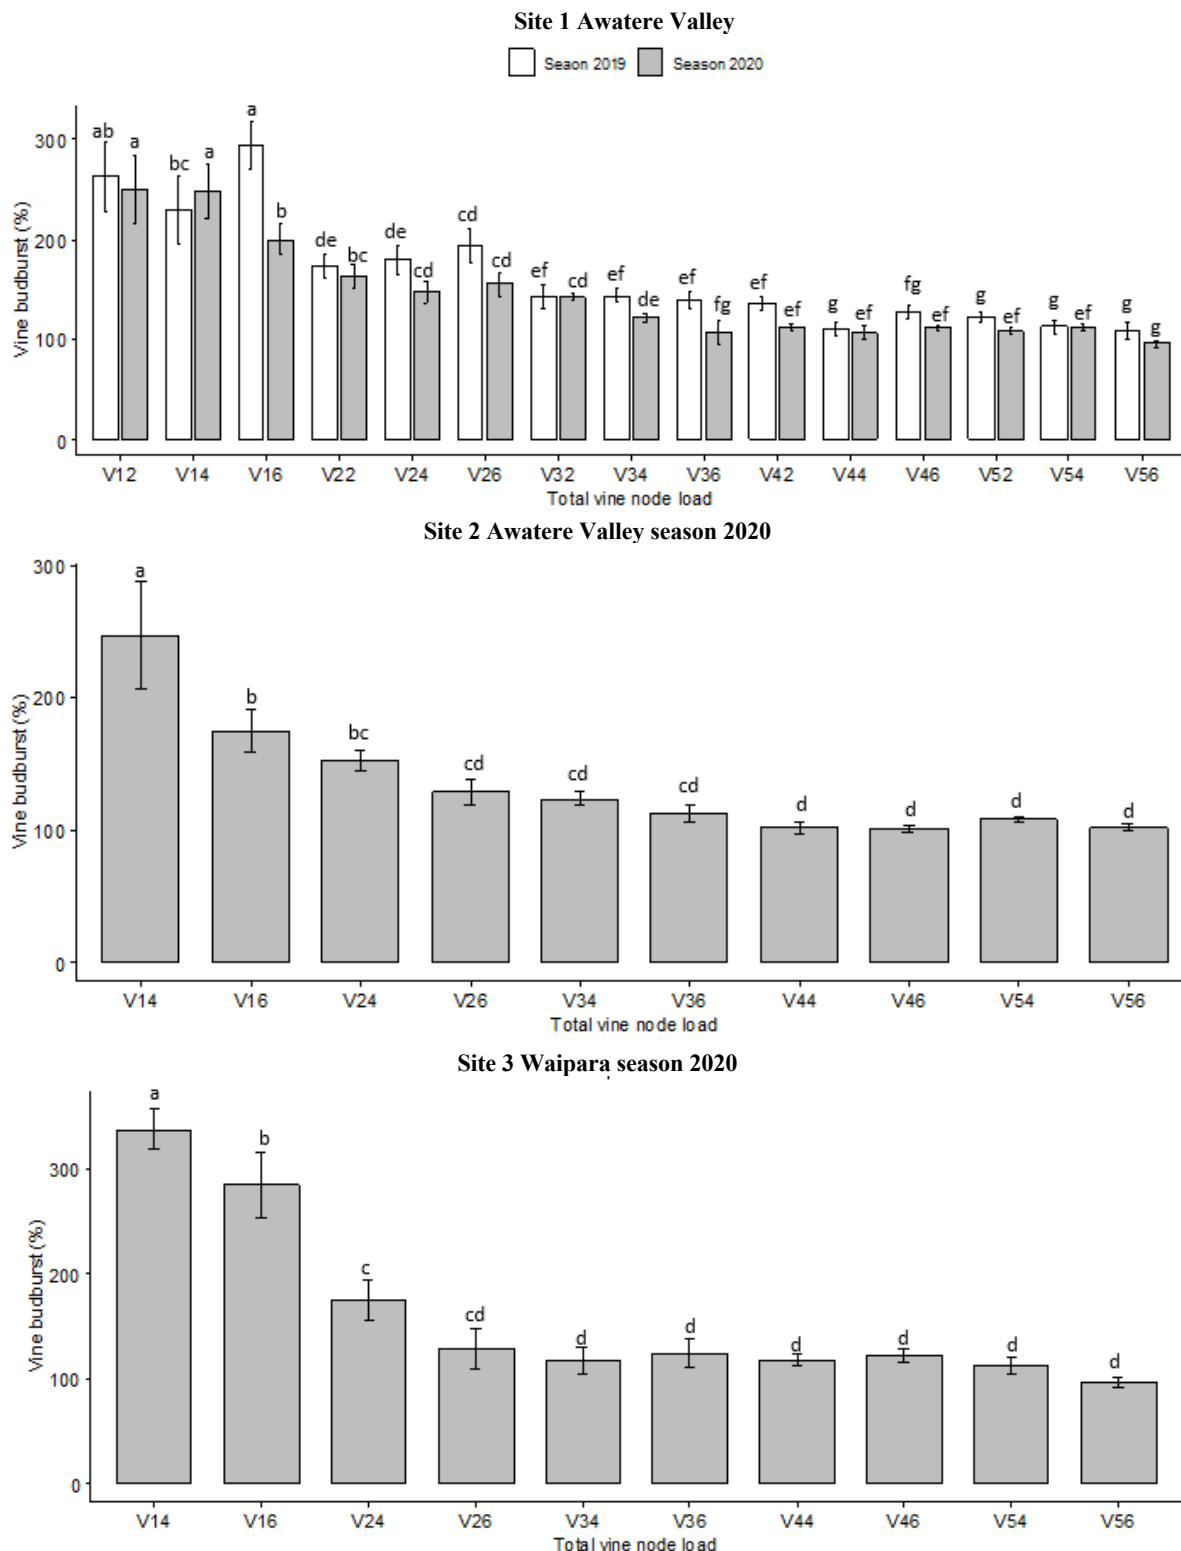 Site 1 Awatere Valley
Seaon 2019 Season 2020
Vine budburst (%)
300
200
100
0
ab a bc a a b de bc de cd cd cd ef cd ef de ef fg ef ef g ef fg ef g ef g ef g g
V12 V14 V16 V22 V24 V26 V32 V34 V36 V42 V44 V46 V52 V54 V56
Total vine node load
Site 2 Awatere Valley season 2020
Vine budburst (%)
300
200
100
0
a b bc cd cd cd d d d d
V14 V16 V24 V26 V34 V36 V44 V46 V54 V56
Total vine node load
Site 3 Waipara season 2020
Vine budburst (%)
300
200
100
0
a b c cd d d d d d d
V14 V16 V24 V26 V34 V36 V44 V46 V54 V56
Total vine node load